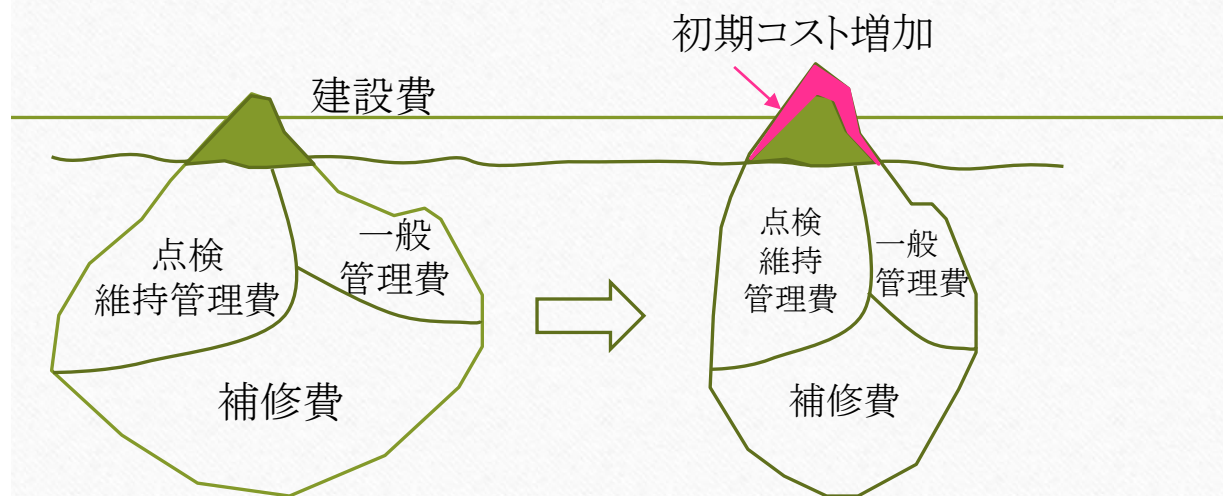 初期コスト増加
建設費
点検
維持管理費
一般
管理費
補修費
点検
維持
管理費
一般
管理費
補修費